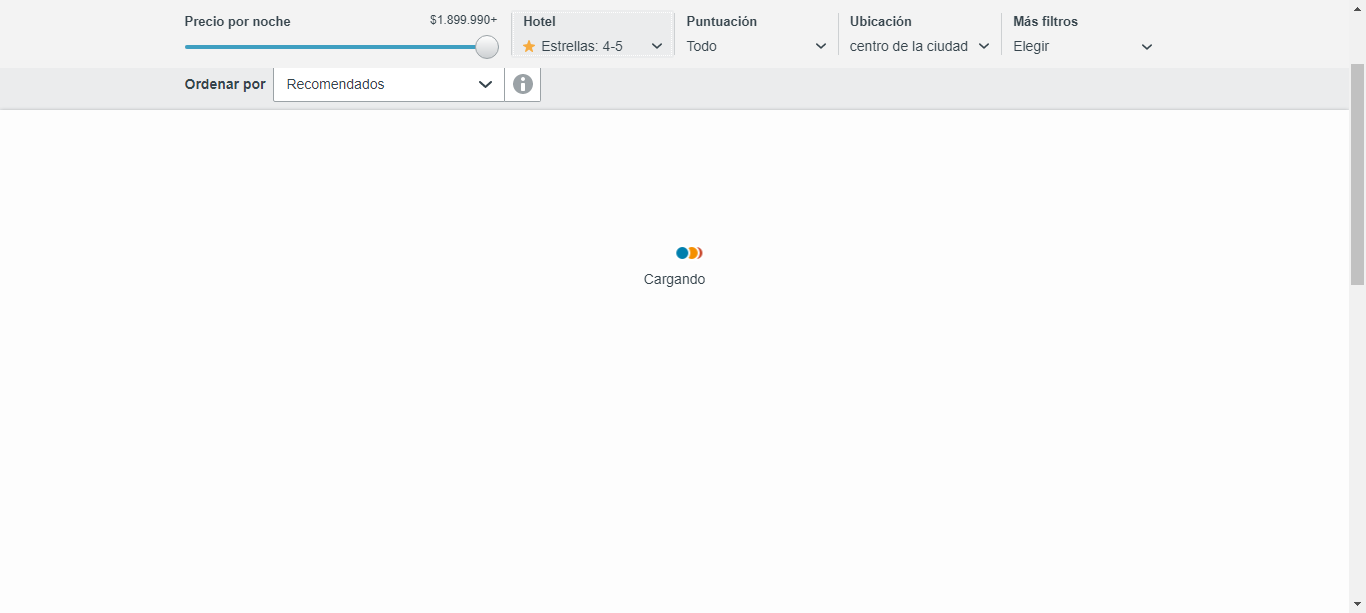 Precio por noche $1.899.990+ Hotel Puntuación Ubicación Más filtros
Estrellas: 4-5 Todo centro de la ciudad Elegir
Ordenar por Recomendados
Cargando